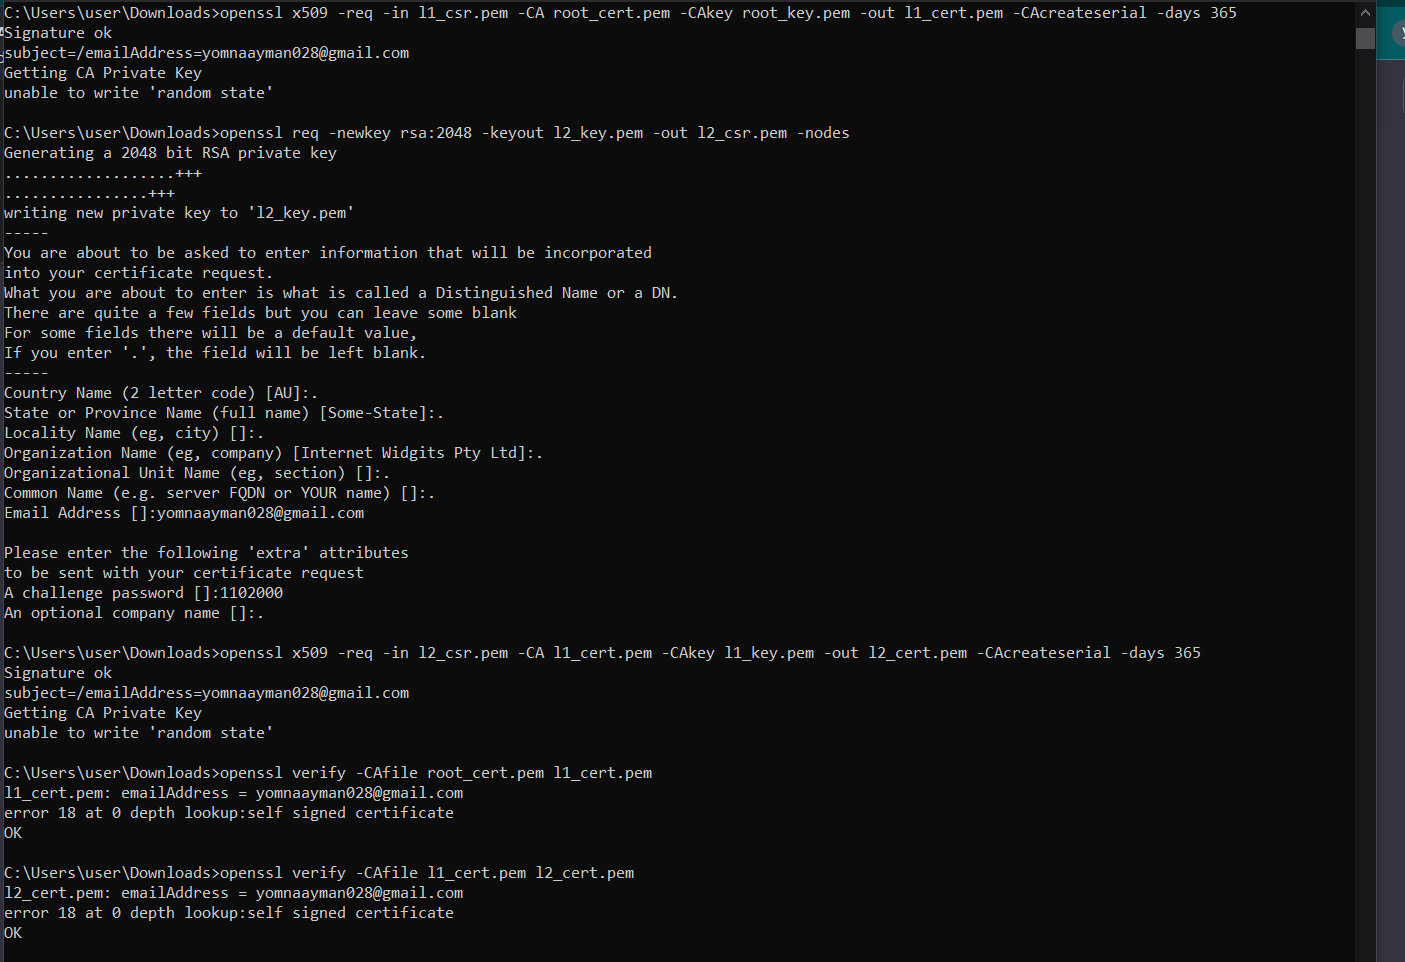 C:\Users\user\Downloads>openssl x509 -req -in l1_csr.pem -CA root_cert.pem -CAkey root_key.pem -out l1_cert.pem -CAcreateserial -days 365
Signature ok
subject=/emailAddress=yomnaayman028@gmail.com
Getting CA Private Key
unable to write 'random state'
C:\Users\user\Downloads>openssl req -newkey rsa:2048 -keyout l2_key.pem -out l2_csr.pem -nodes
Generating a 2048 bit RSA private key
...................+++
................+++
writing new private key to 'l2_key.pem'
-----
You are about to be asked to enter information that will be incorporated
into your certificate request.
What you are about to enter is what is called a Distinguished Name or a DN.
There are quite a few fields but you can leave some blank
For some fields there will be a default value,
If you enter '.', the field will be left blank.
-----
Country Name (2 letter code) [AU]:.
State or Province Name (full name) [Some-State]:.
Locality Name (eg, city) []:.
Organization Name (eg, company) [Internet Widgits Pty Ltd]:.
Organizational Unit Name (eg, section) []:.
Common Name (e.g. server FQDN or YOUR name) []:.
Email Address []:yomnaayman028@gmail.com
Please enter the following 'extra' attributes
to be sent with your certificate request
A challenge password []:1102000
An optional company name []:.
C:\Users\user\Downloads>openssl x509 -req -in l2_csr.pem -CA l1_cert.pem -CAkey l1_key.pem -out l2_cert.pem -CAcreateserial -days 365
Signature ok
subject=/emailAddress=yomnaayman028@gmail.com
Getting CA Private Key
unable to write 'random state'
C:\Users\user\Downloads>openssl verify -CAfile root_cert.pem l1_cert.pem
l1_cert.pem: emailAddress = yomnaayman028@gmail.com
error 18 at 0 depth lookup:self signed certificate
OK
C:\Users\user\Downloads>openssl verify -CAfile l1_cert.pem l2_cert.pem
l2_cert.pem: emailAddress = yomnaayman028@gmail.com
error 18 at 0 depth lookup:self signed certificate
OK